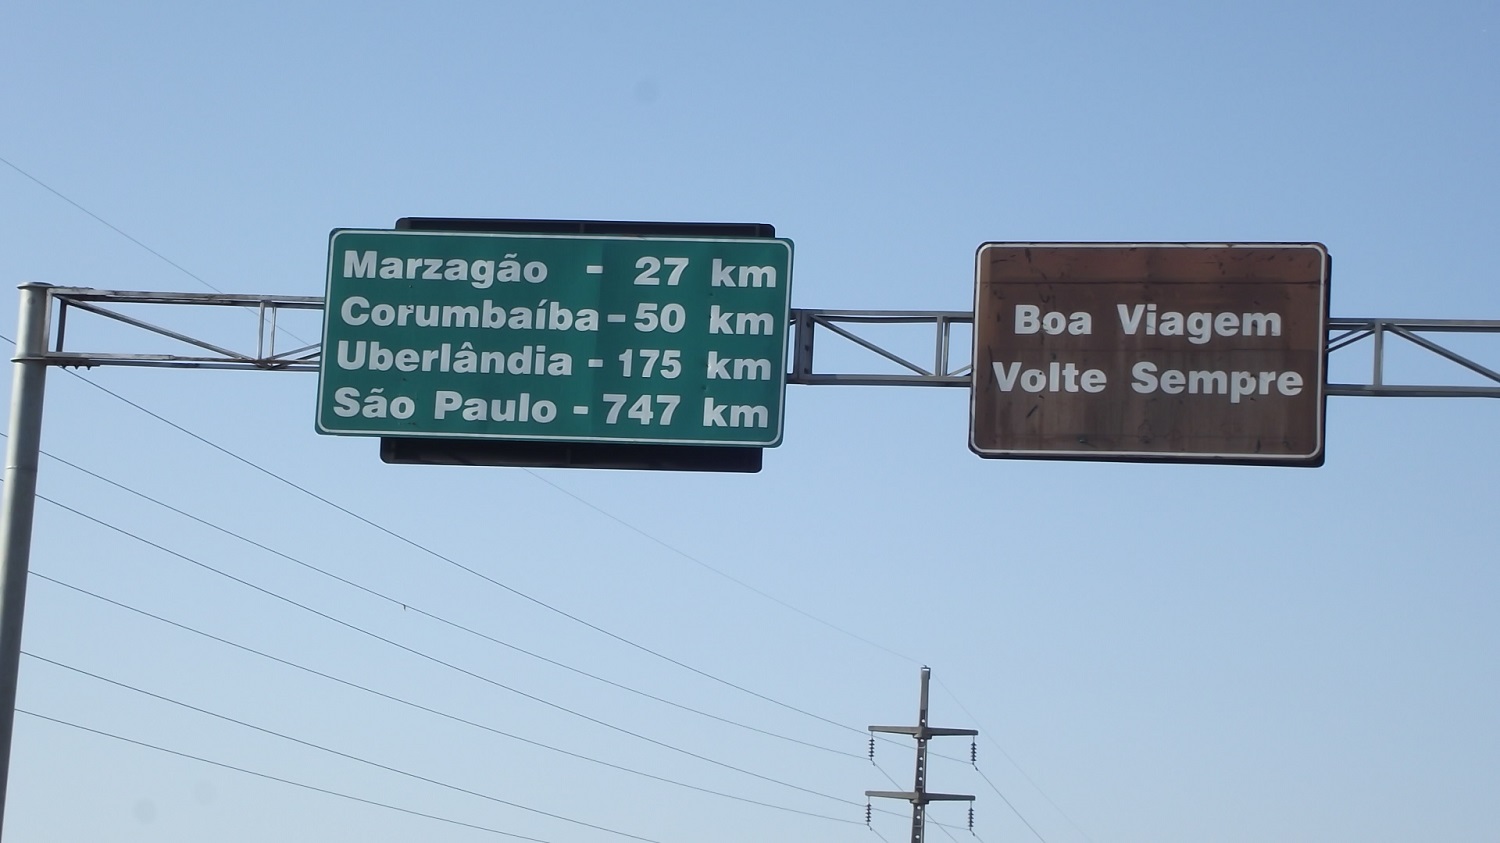 Marzagão - 27 km
Corumbaíba - 50 km
Uberlândia - 175 km
São Paulo - 747 km
Boa Viagem
Volte Sempre